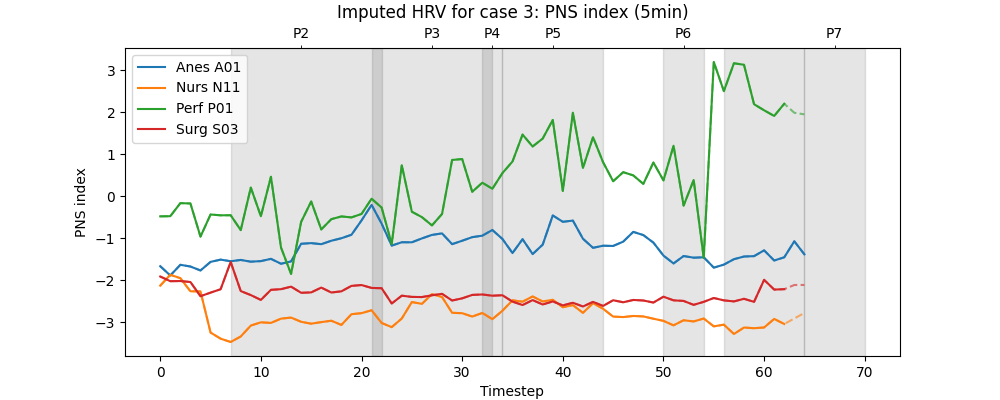 Imputed HRV for case 3: PNS index (5min)
P2 P3 P4 P5 P6 P7
Anes A01
Nurs N11
Perf P01
Surg S03
PNS index
3
2
1
0
−1
−2
−3
0 10 20 30 40 50 60 70
Timestep